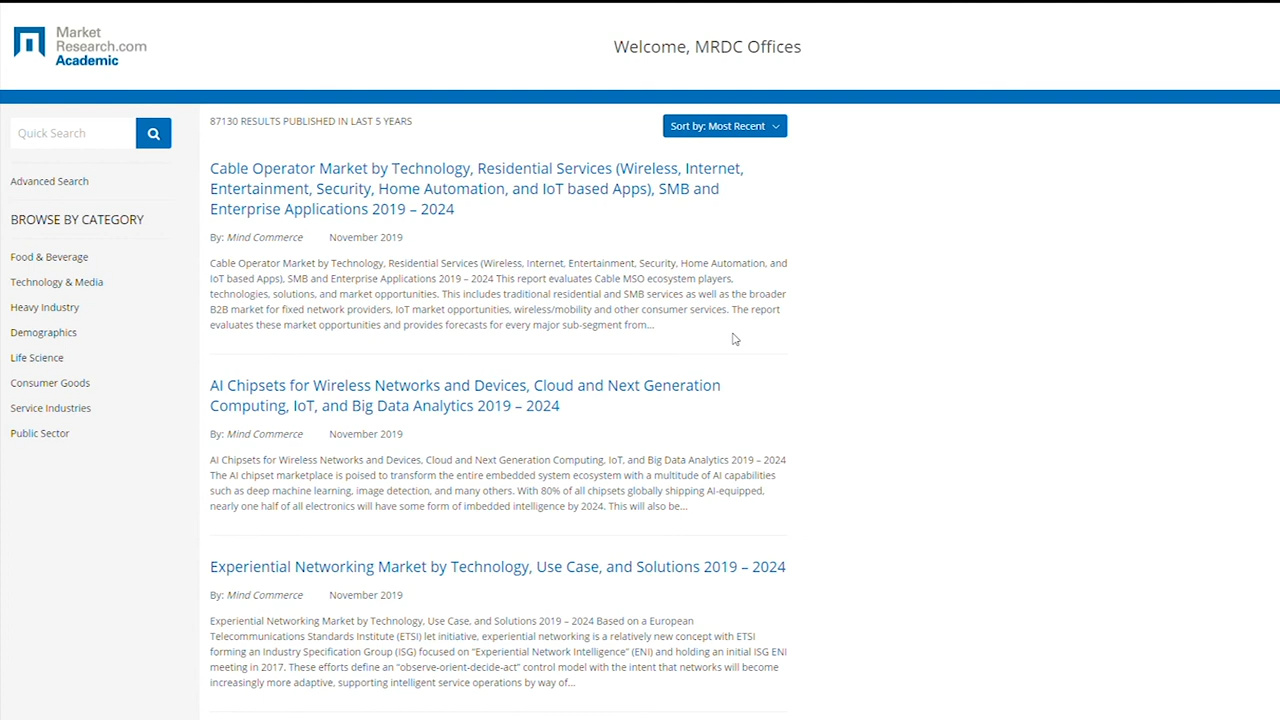 Market
Research.com
Academic
Welcome, MRDC Offices
Quick Search
Advanced Search
BROWSE BY CATEGORY
Food & Beverage
Technology & Media
Heavy Industry
Demographics
Life Science
Consumer Goods
Service Industries
Public Sector
87130 RESULTS PUBLISHED IN LAST 5 YEARS
Sort by: Most Recent
Cable Operator Market by Technology, Residential Services (Wireless, Internet,
Entertainment, Security, Home Automation, and IoT based Apps), SMB and
Enterprise Applications 2019 – 2024
By: Mind Commerce November 2019
Cable Operator Market by Technology, Residential Services (Wireless, Internet, Entertainment, Security, Home Automation, and
IoT based Apps), SMB and Enterprise Applications 2019 – 2024 This report evaluates Cable MSO ecosystem players,
technologies, solutions, and market opportunities. This includes traditional residential and SMB services as well as the broader
B2B market for fixed network providers, IoT market opportunities, wireless/mobility and other consumer services. The report
evaluates these market opportunities and provides forecasts for every major sub-segment from...
AI Chipsets for Wireless Networks and Devices, Cloud and Next Generation
Computing, IoT, and Big Data Analytics 2019 – 2024
By: Mind Commerce November 2019
AI Chipsets for Wireless Networks and Devices, Cloud and Next Generation Computing, IoT, and Big Data Analytics 2019 – 2024
The AI chipset marketplace is poised to transform the entire embedded system ecosystem with a multitude of AI capabilities
such as deep machine learning, image detection, and many others. With 80% of all chipsets globally shipping AI-equipped,
nearly one half of all electronics will have some form of imbedded intelligence by 2024. This will also be...
Experiential Networking Market by Technology, Use Case, and Solutions 2019 – 2024
By: Mind Commerce November 2019
Experiential Networking Market by Technology, Use Case, and Solutions 2019 – 2024 Based on a European
Telecommunications Standards Institute (ETSI) let initiative, experiential networking is a relatively new concept with ETSI
forming an Industry Specification Group (ISG) focused on “Experiential Network Intelligence” (ENI) and holding an initial ISG ENI
meeting in 2017. These efforts define an “observe-orient-decide-act” control model with the intent that networks will become
increasingly more adaptive, supporting intelligent service operations by way of...